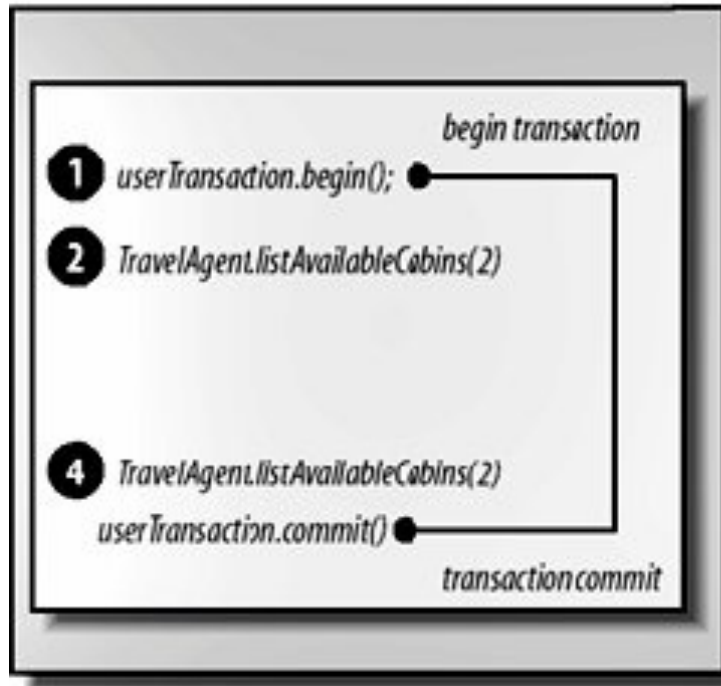 begin transaction
1 userTransaction.begin();
2 TravelAgent.listAvailableCabins(2)
4 TravelAgent.listAvailableCabins(2)
userTransaction.commit()
transaction commit